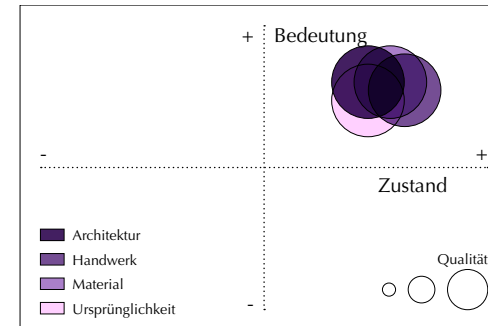 + Bedeutung
- +
Zustand
Architektur
Handwerk
Qualität
Material
Ursprünglichkeit
-